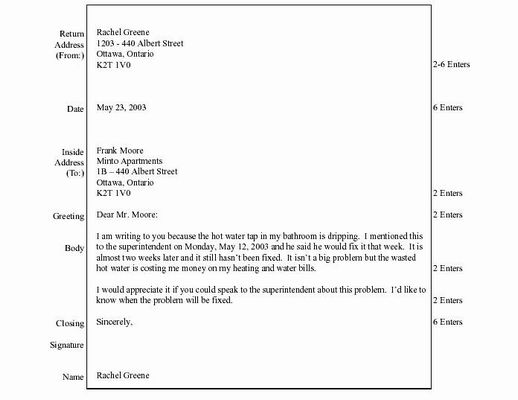 Return Rachel Greene
Address 1203 - 440 Albert Street
(From:) Ottawa, Ontario
K2T 1V0 2-6 Enters
Date May 23, 2003 6 Enters
Inside Frank Moore
Address Minto Apartments
(To:) 1B – 440 Albert Street
Ottawa, Ontario
K2T 1V0 2 Enters
Greeting Dear Mr. Moore: 2 Enters
I am writing to you because the hot water tap in my bathroom is dripping. I mentioned this
Body to the superintendent on Monday, May 12, 2003 and he said he would fix it that week. It is
almost two weeks later and it still hasn't been fixed. It isn't a big problem but the wasted
hot water is costing me money on my heating and water bills. 2 Enters
I would appreciate it if you could speak to the superintendent about this problem. I'd like to
know when the problem will be fixed. 2 Enters
Closing Sincerely, 6 Enters
Signature
Name Rachel Greene